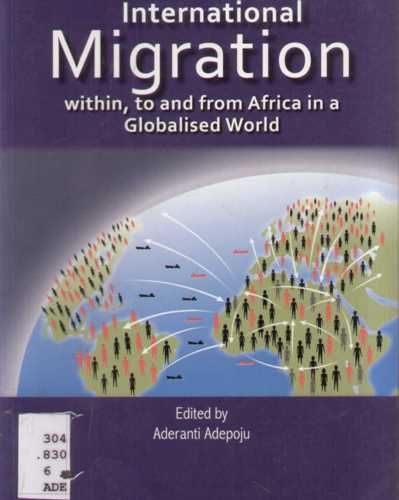 International
Migration
within, to and from Africa in a
Globalised World
Edited by
Aderanti Adepoju
304
.830
6
ADE